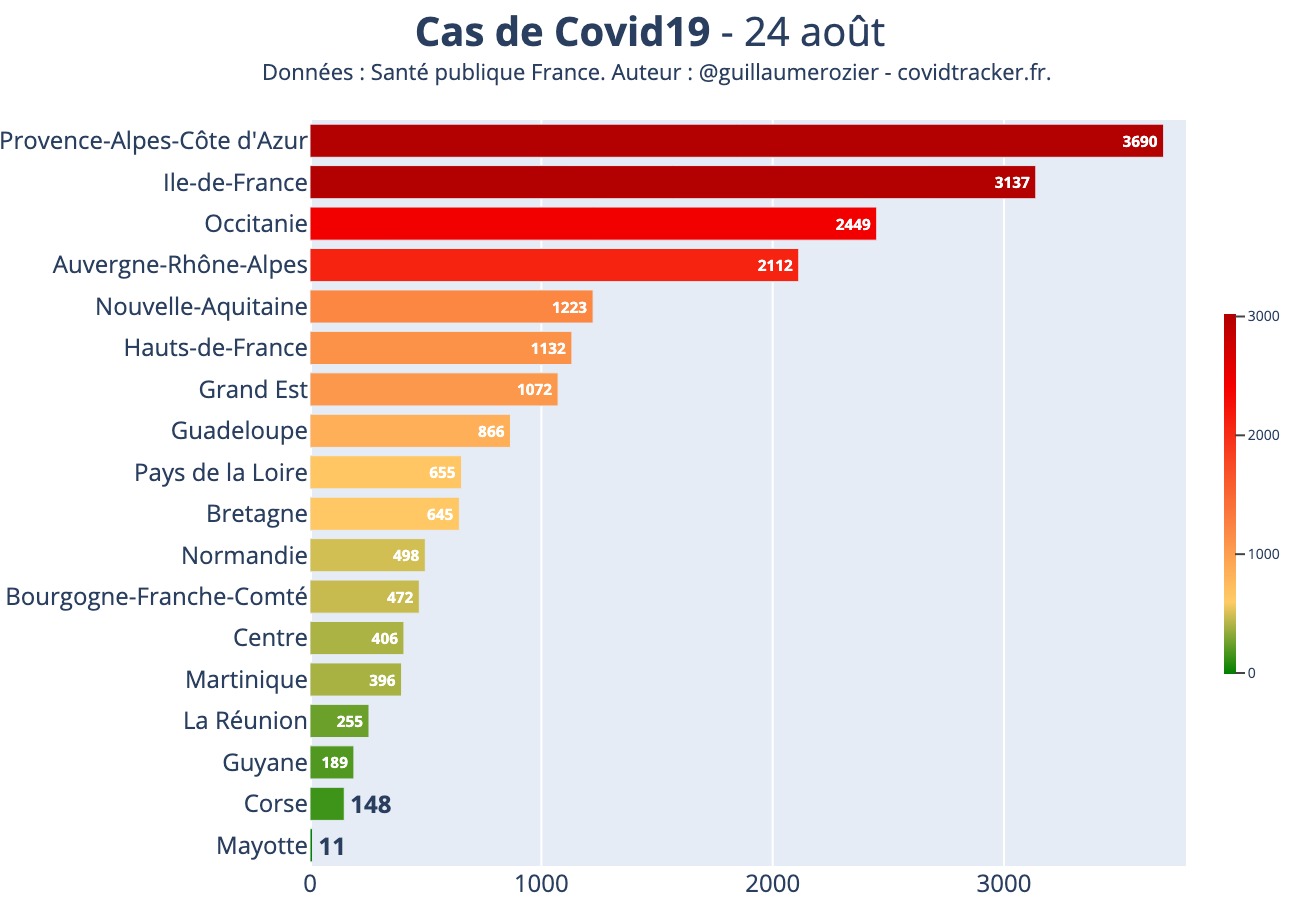 Cas de Covid19 - 24 août
Données : Santé publique France. Auteur : @guillaumerozier - covidtracker.fr.
Provence-Alpes-Côte d'Azur 3690
Ile-de-France 3137
Occitanie 2449
Auvergne-Rhône-Alpes 2112
Nouvelle-Aquitaine 1223
Hauts-de-France 1132
Grand Est 1072
Guadeloupe 866
Pays de la Loire 655
Bretagne 645
Normandie 498
Bourgogne-Franche-Comté 472
Centre 406
Martinique 396
La Réunion 255
Guyane 189
Corse 148
Mayotte 11
0 1000 2000 3000
3000
2000
1000
0